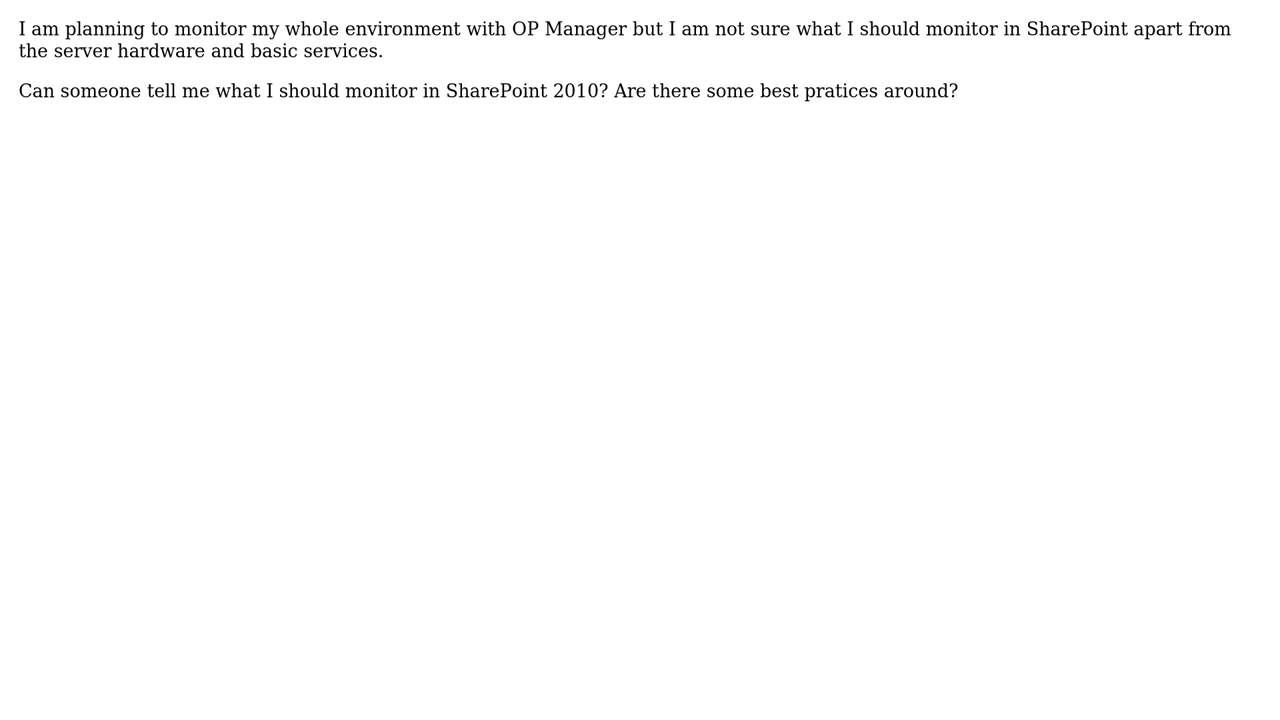 I am planning to monitor my whole environment with OP Manager but I am not sure what I should monitor in SharePoint apart from
the server hardware and basic services.
Can someone tell me what I should monitor in SharePoint 2010? Are there some best pratices around?